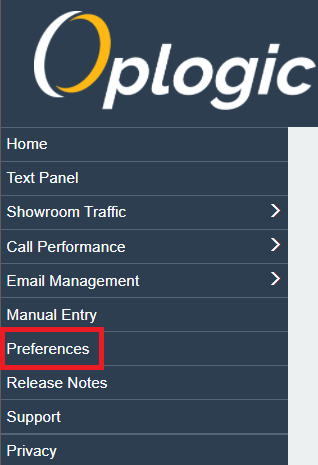 Oplogic
Home
Text Panel
Showroom Traffic
Call Performance
Email Management
Manual Entry
Preferences
Release Notes
Support
Privacy